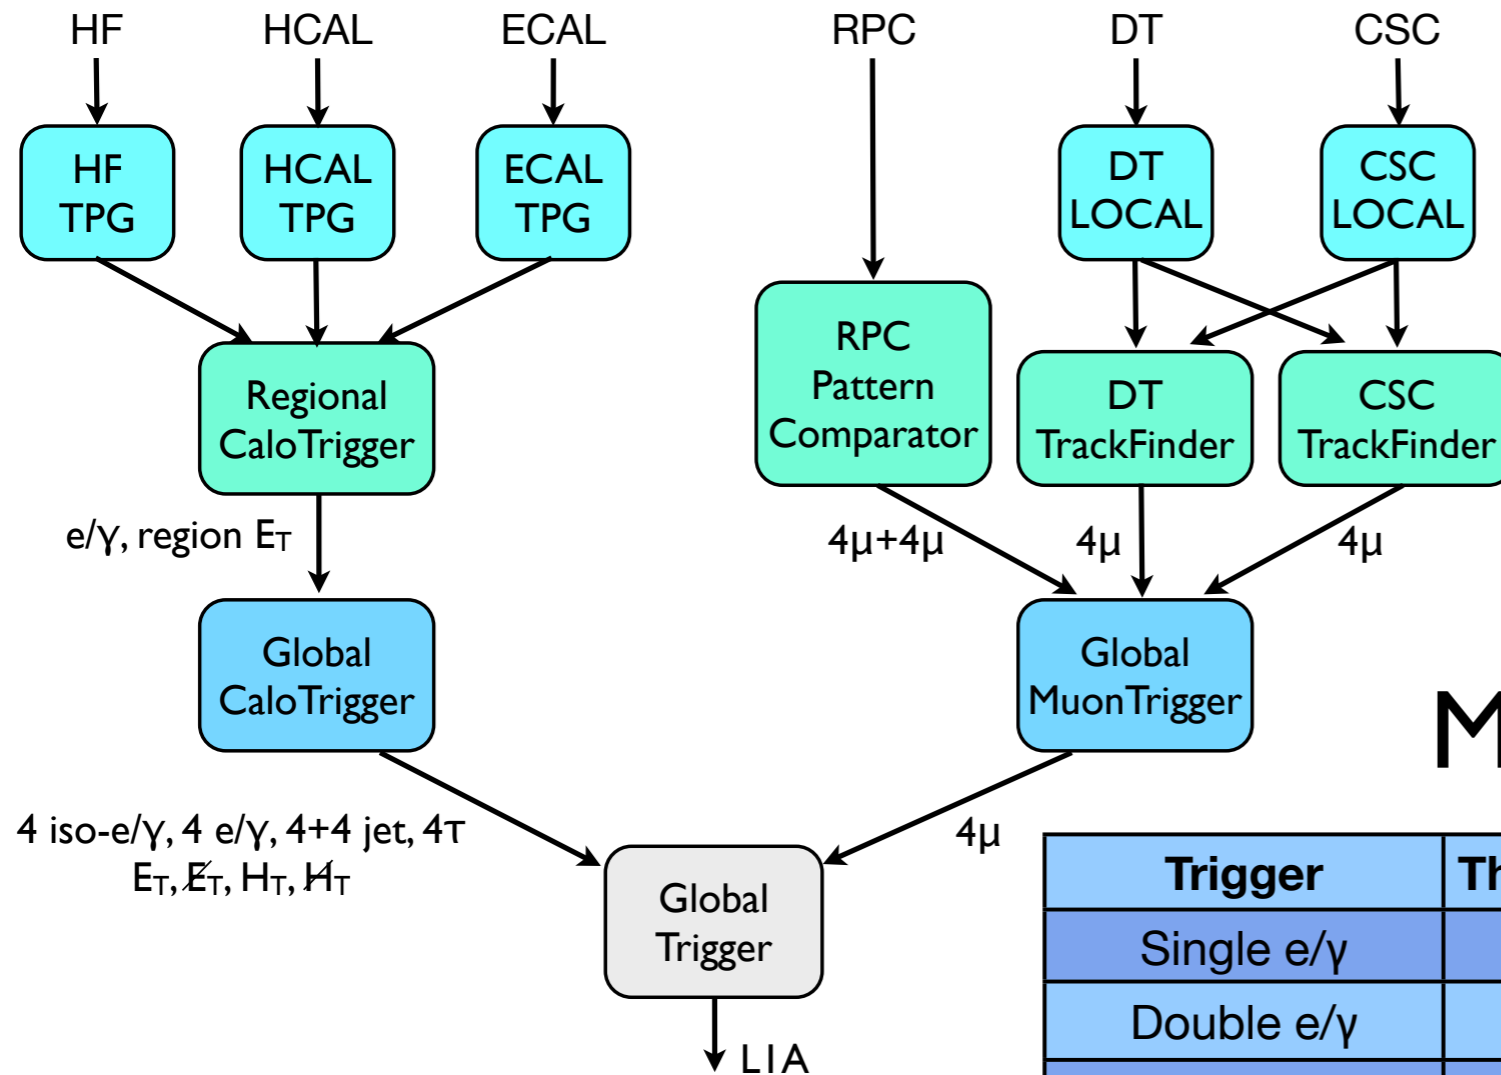 HF HCAL ECAL RPC DT CSC
HF
TPG
HCAL
TPG
ECAL
TPG
DT
LOCAL
CSC
LOCAL
RPC
Pattern
Comparator
DT
TrackFinder
CSC
TrackFinder
Regional
CaloTrigger
e/γ, region ET
4μ+4μ
4μ
4μ
Global
CaloTrigger
Global
MuonTrigger
M
4 iso-e/γ, 4 e/γ, 4+4 jet, 4τ
ET, E̸T, HT, H̸T
4μ
Global
Trigger
L1A
Trigger Th
Single e/γ
Double e/γ